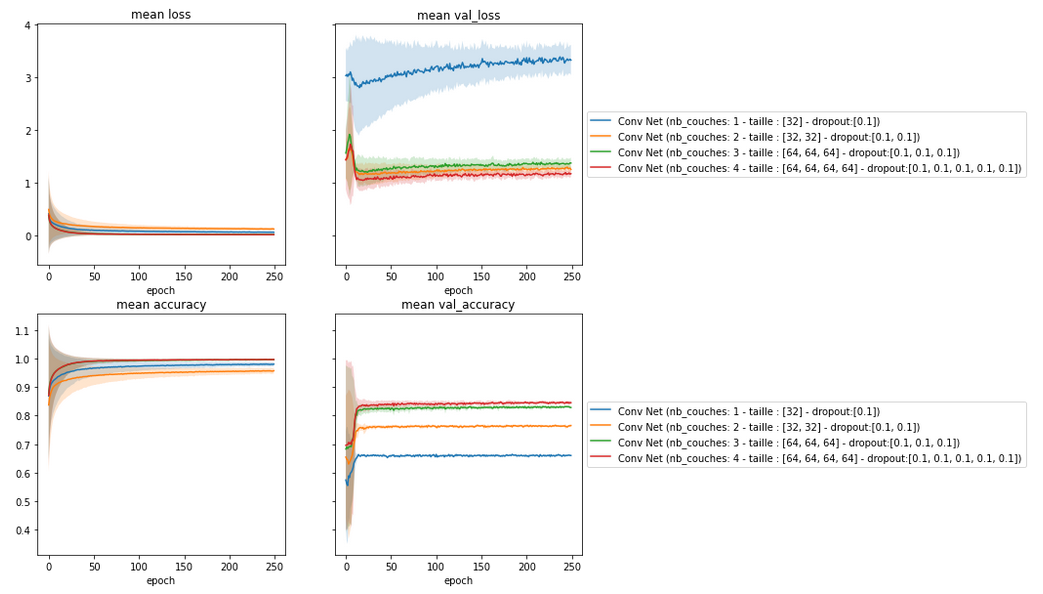 mean loss
mean val_loss
4
3
2
1
0
0 50 100 150 200 250
epoch
0 50 100 150 200 250
epoch
Conv Net (nb_couches: 1 - taille : [32] - dropout:[0.1])
Conv Net (nb_couches: 2 - taille : [32, 32] - dropout:[0.1, 0.1])
Conv Net (nb_couches: 3 - taille : [64, 64, 64] - dropout:[0.1, 0.1, 0.1])
Conv Net (nb_couches: 4 - taille : [64, 64, 64, 64] - dropout:[0.1, 0.1, 0.1, 0.1, 0.1])
mean accuracy
mean val_accuracy
1.1
1.0
0.9
0.8
0.7
0.6
0.5
0.4
0 50 100 150 200 250
epoch
0 50 100 150 200 250
epoch
Conv Net (nb_couches: 1 - taille : [32] - dropout:[0.1])
Conv Net (nb_couches: 2 - taille : [32, 32] - dropout:[0.1, 0.1])
Conv Net (nb_couches: 3 - taille : [64, 64, 64] - dropout:[0.1, 0.1, 0.1])
Conv Net (nb_couches: 4 - taille : [64, 64, 64, 64] - dropout:[0.1, 0.1, 0.1, 0.1, 0.1])